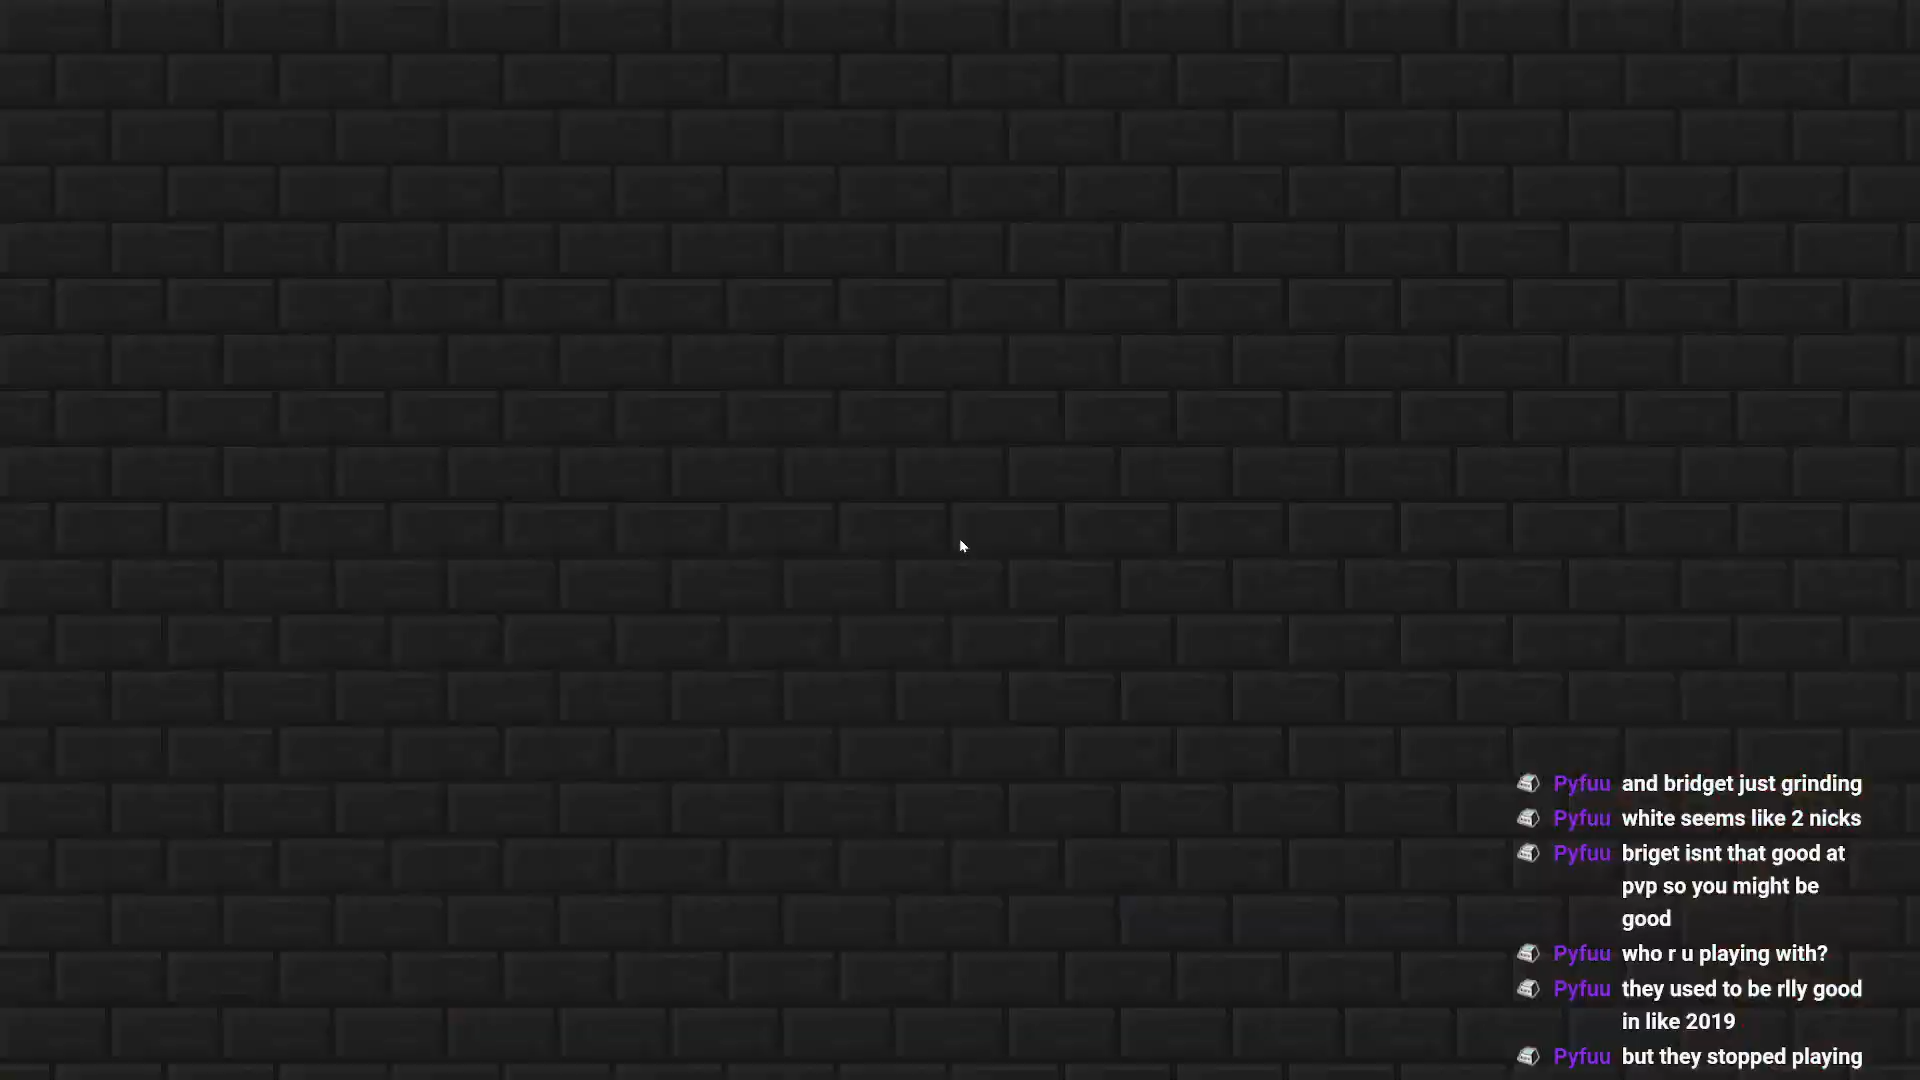 Pyfuu and bridget just grinding
Pyfuu white seems like 2 nicks
Pyfuu briget isnt that good at
pvp so you might be
good
Pyfuu who r u playing with?
Pyfuu they used to be rlly good
in like 2019
Pyfuu but they stopped playing